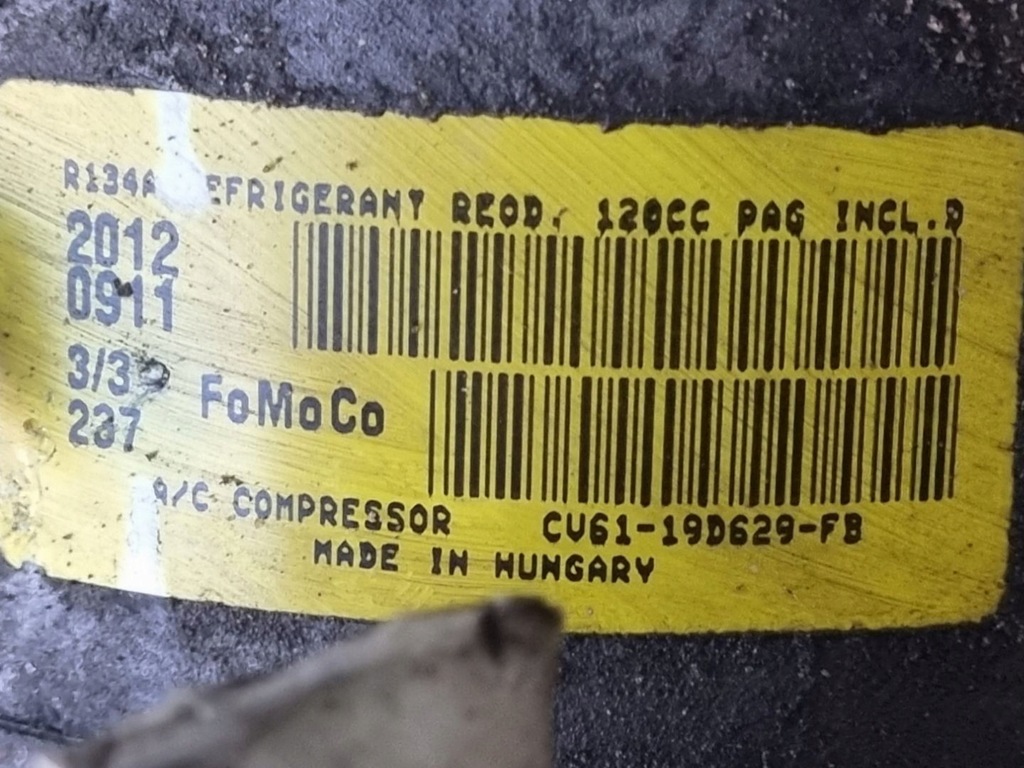 R134A REFRIGERANT REQD. 120CC PAG INCL.D
2012
0911
3/3
237
FoMoCo
A/C COMPRESSOR CV61-19D629-FB
MADE IN HUNGARY